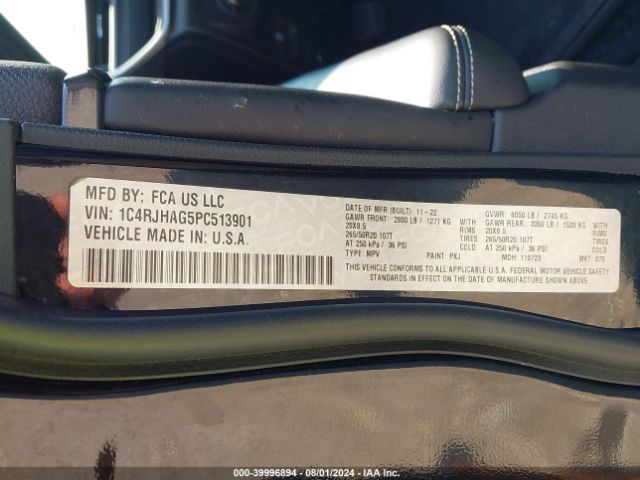 MFD BY: FCA US LLC
VIN: 1C4RJHAG5PC513901
VEHICLE MADE IN: U.S.A.
DATE OF MFR (BUILT): 11-22
GAWR FRONT: 2800 LB / 1271 KG WITH
20X8.5 RIMS
265/50R20 107T TIRES
AT 250 kPa / 36 PSI COLD
TYPE: MPV PAINT: PXJ
GVWR: 6050 LB / 2745 KG
GAWR REAR: 3350 LB / 1520 KG WITH
20X8.5 RIMS
265/50R20 107T TIRES
AT 250 kPa / 36 PSI COLD
MDH: 110723 MKT: 875
THIS VEHICLE CONFORMS TO ALL APPLICABLE U.S.A. FEDERAL MOTOR VEHICLE SAFETY
STANDARDS IN EFFECT ON THE DATE OF MANUFACTURE SHOWN ABOVE.
000-39996894 - 08/01/2024 - IAAI.COM